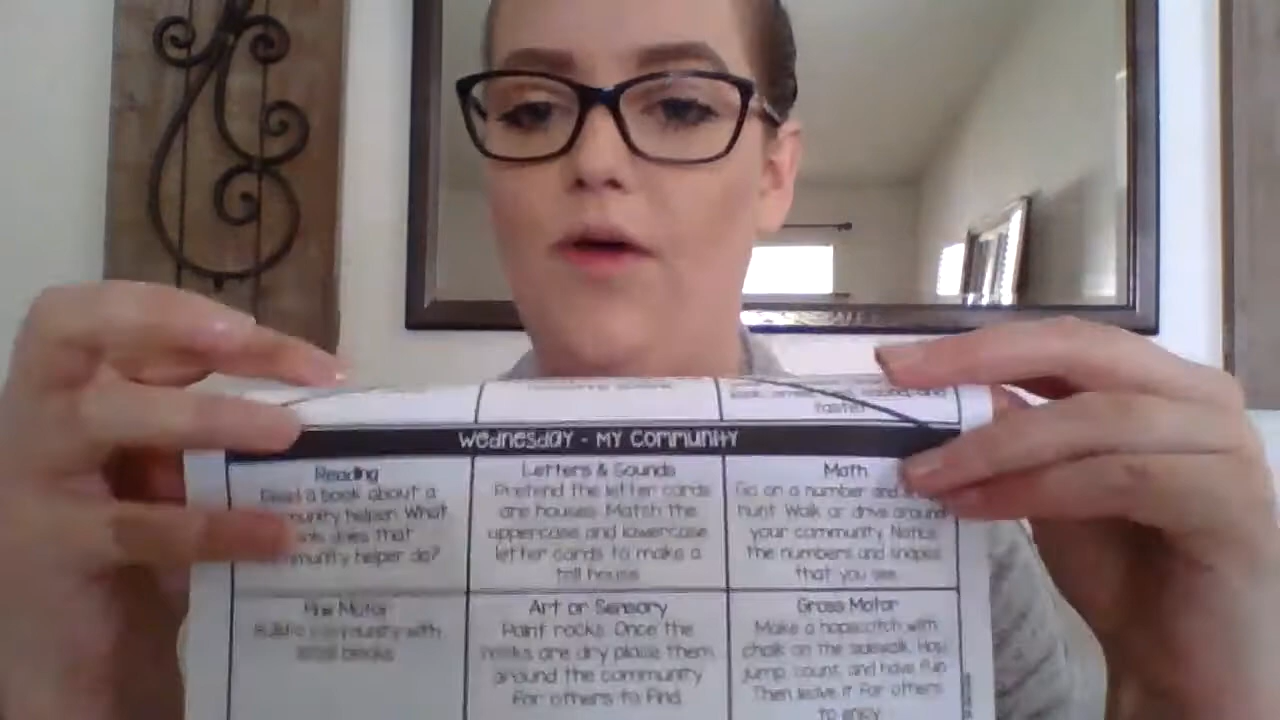 taste?
Wednesday - My Community
Reading
Read a book about a
helper. What
does that
helper do?
Letters & Sounds
Pretend the letter cards
are houses. Match the
uppercase and lowercase
letter cards to make a
tall house.
Math
Go on a number and
hunt. Walk or drive around
your community. Notice
the numbers and shapes
that you see.
Fine Motor
Build a community with
Art or Sensory
Paint rocks. Once the
rocks are dry place them
around the community
for others to find.
Gross Motor
Make a hopscotch with
chalk on the sidewalk. Hop,
jump, count, and have fun.
Then leave it for others
to enjoy.